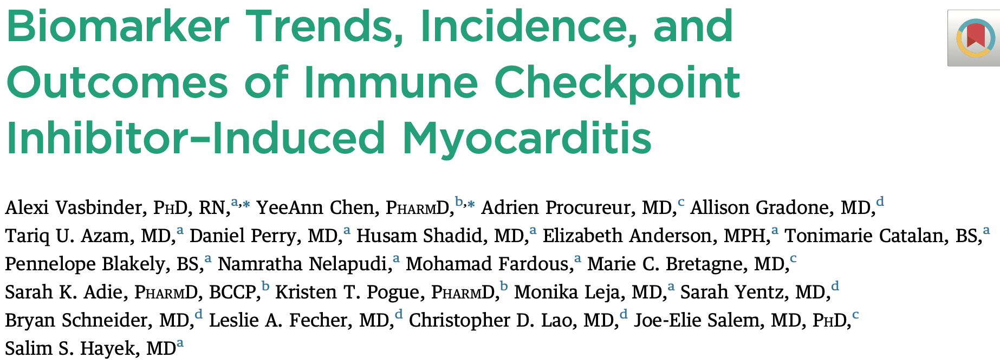 Biomarker Trends, Incidence, and
Outcomes of Immune Checkpoint
Inhibitor–Induced Myocarditis
Alexi Vasbinder, PhD, RN,a,* YeeAnn Chen, PharmD,b,* Adrien Procureur, MD,c Allison Gradone, MD,d
Tariq U. Azam, MD,a Daniel Perry, MD,a Husam Shadid, MD,a Elizabeth Anderson, MPH,a Tonimarie Catalan, BS,a
Pennelope Blakely, BS,a Namratha Nelapudi,a Mohamad Fardous,a Marie C. Bretagne, MD,c
Sarah K. Adie, PharmD, BCCP,b Kristen T. Pogue, PharmD,b Monika Leja, MD,a Sarah Yentz, MD,d
Bryan Schneider, MD,d Leslie A. Fecher, MD,d Christopher D. Lao, MD,d Joe-Elie Salem, MD, PhD,c
Salim S. Hayek, MDa